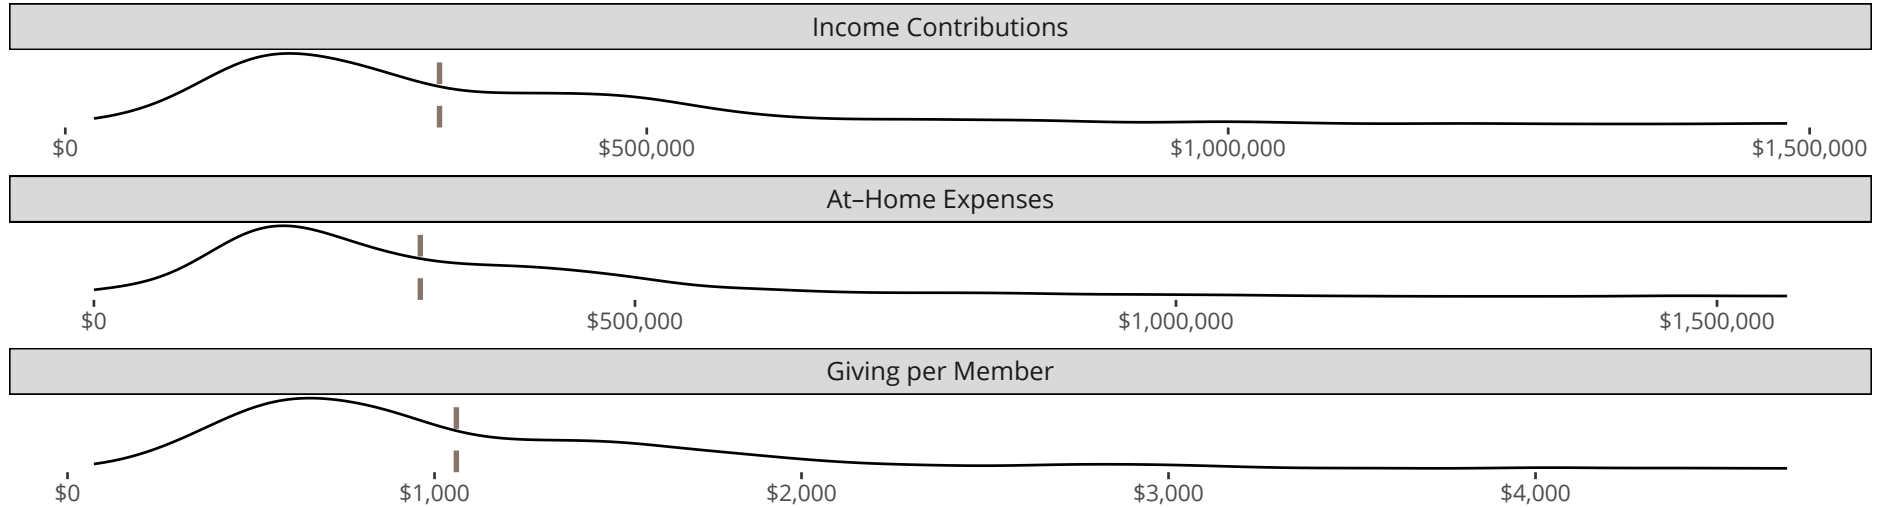 Income Contributions
$0 $500,000 $1,000,000 $1,500,000
At–Home Expenses
$0 $500,000 $1,000,000 $1,500,000
Giving per Member
$0 $1,000 $2,000 $3,000 $4,000